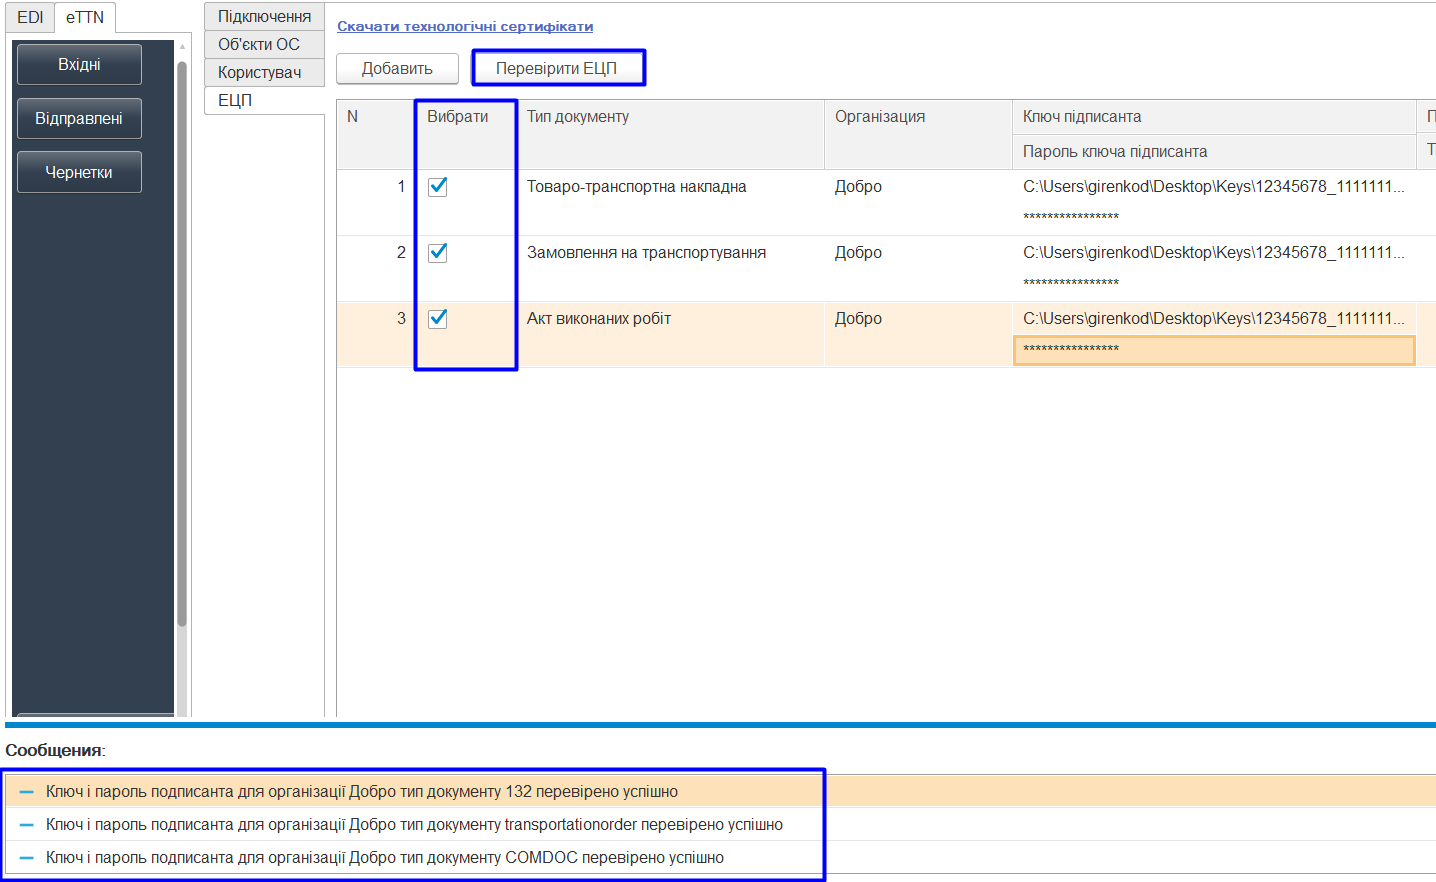 EDI eTTN
Вхідні
Відправлені
Чернетки
Підключення
Об'єкти ОС
Користувач
ЕЦП
Скачати технологічні сертифікати
Добавить Перевірити ЕЦП
N Вибрати Тип документу Організация Ключ підписанта П
Пароль ключа підписанта Т
1 Товаро-транспортна накладна Добро C:\Users\girenkod\Desktop\Keys\12345678_1111111...
****************
2 Замовлення на транспортування Добро C:\Users\girenkod\Desktop\Keys\12345678_1111111...
****************
3 Акт виконаних робіт Добро C:\Users\girenkod\Desktop\Keys\12345678_1111111...
****************
Сообщения:
Ключ і пароль подписанта для організації Добро тип документу 132 перевірено успішно
Ключ і пароль подписанта для організації Добро тип документу transportationorder перевірено успішно
Ключ і пароль подписанта для організації Добро тип документу COMDOC перевірено успішно